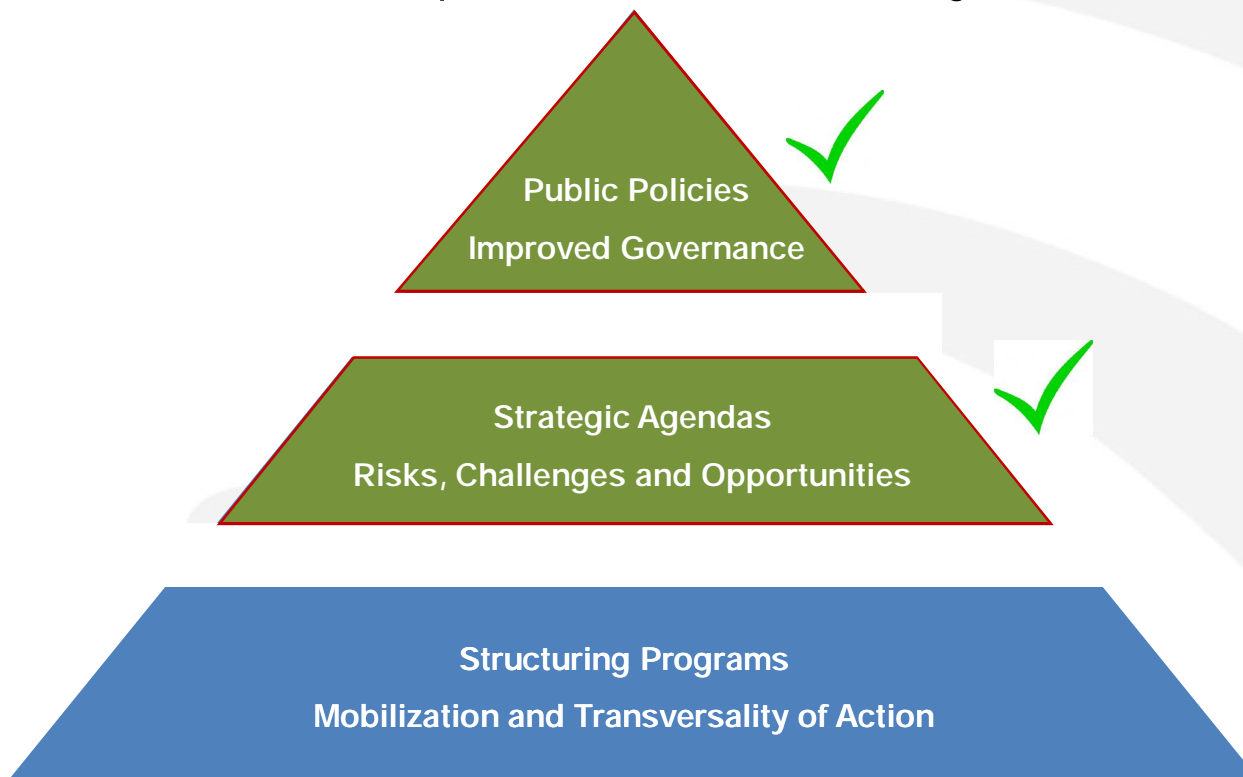 Public Policies
Improved Governance
Strategic Agendas
Risks, Challenges and Opportunities
Structuring Programs
Mobilization and Transversality of Action